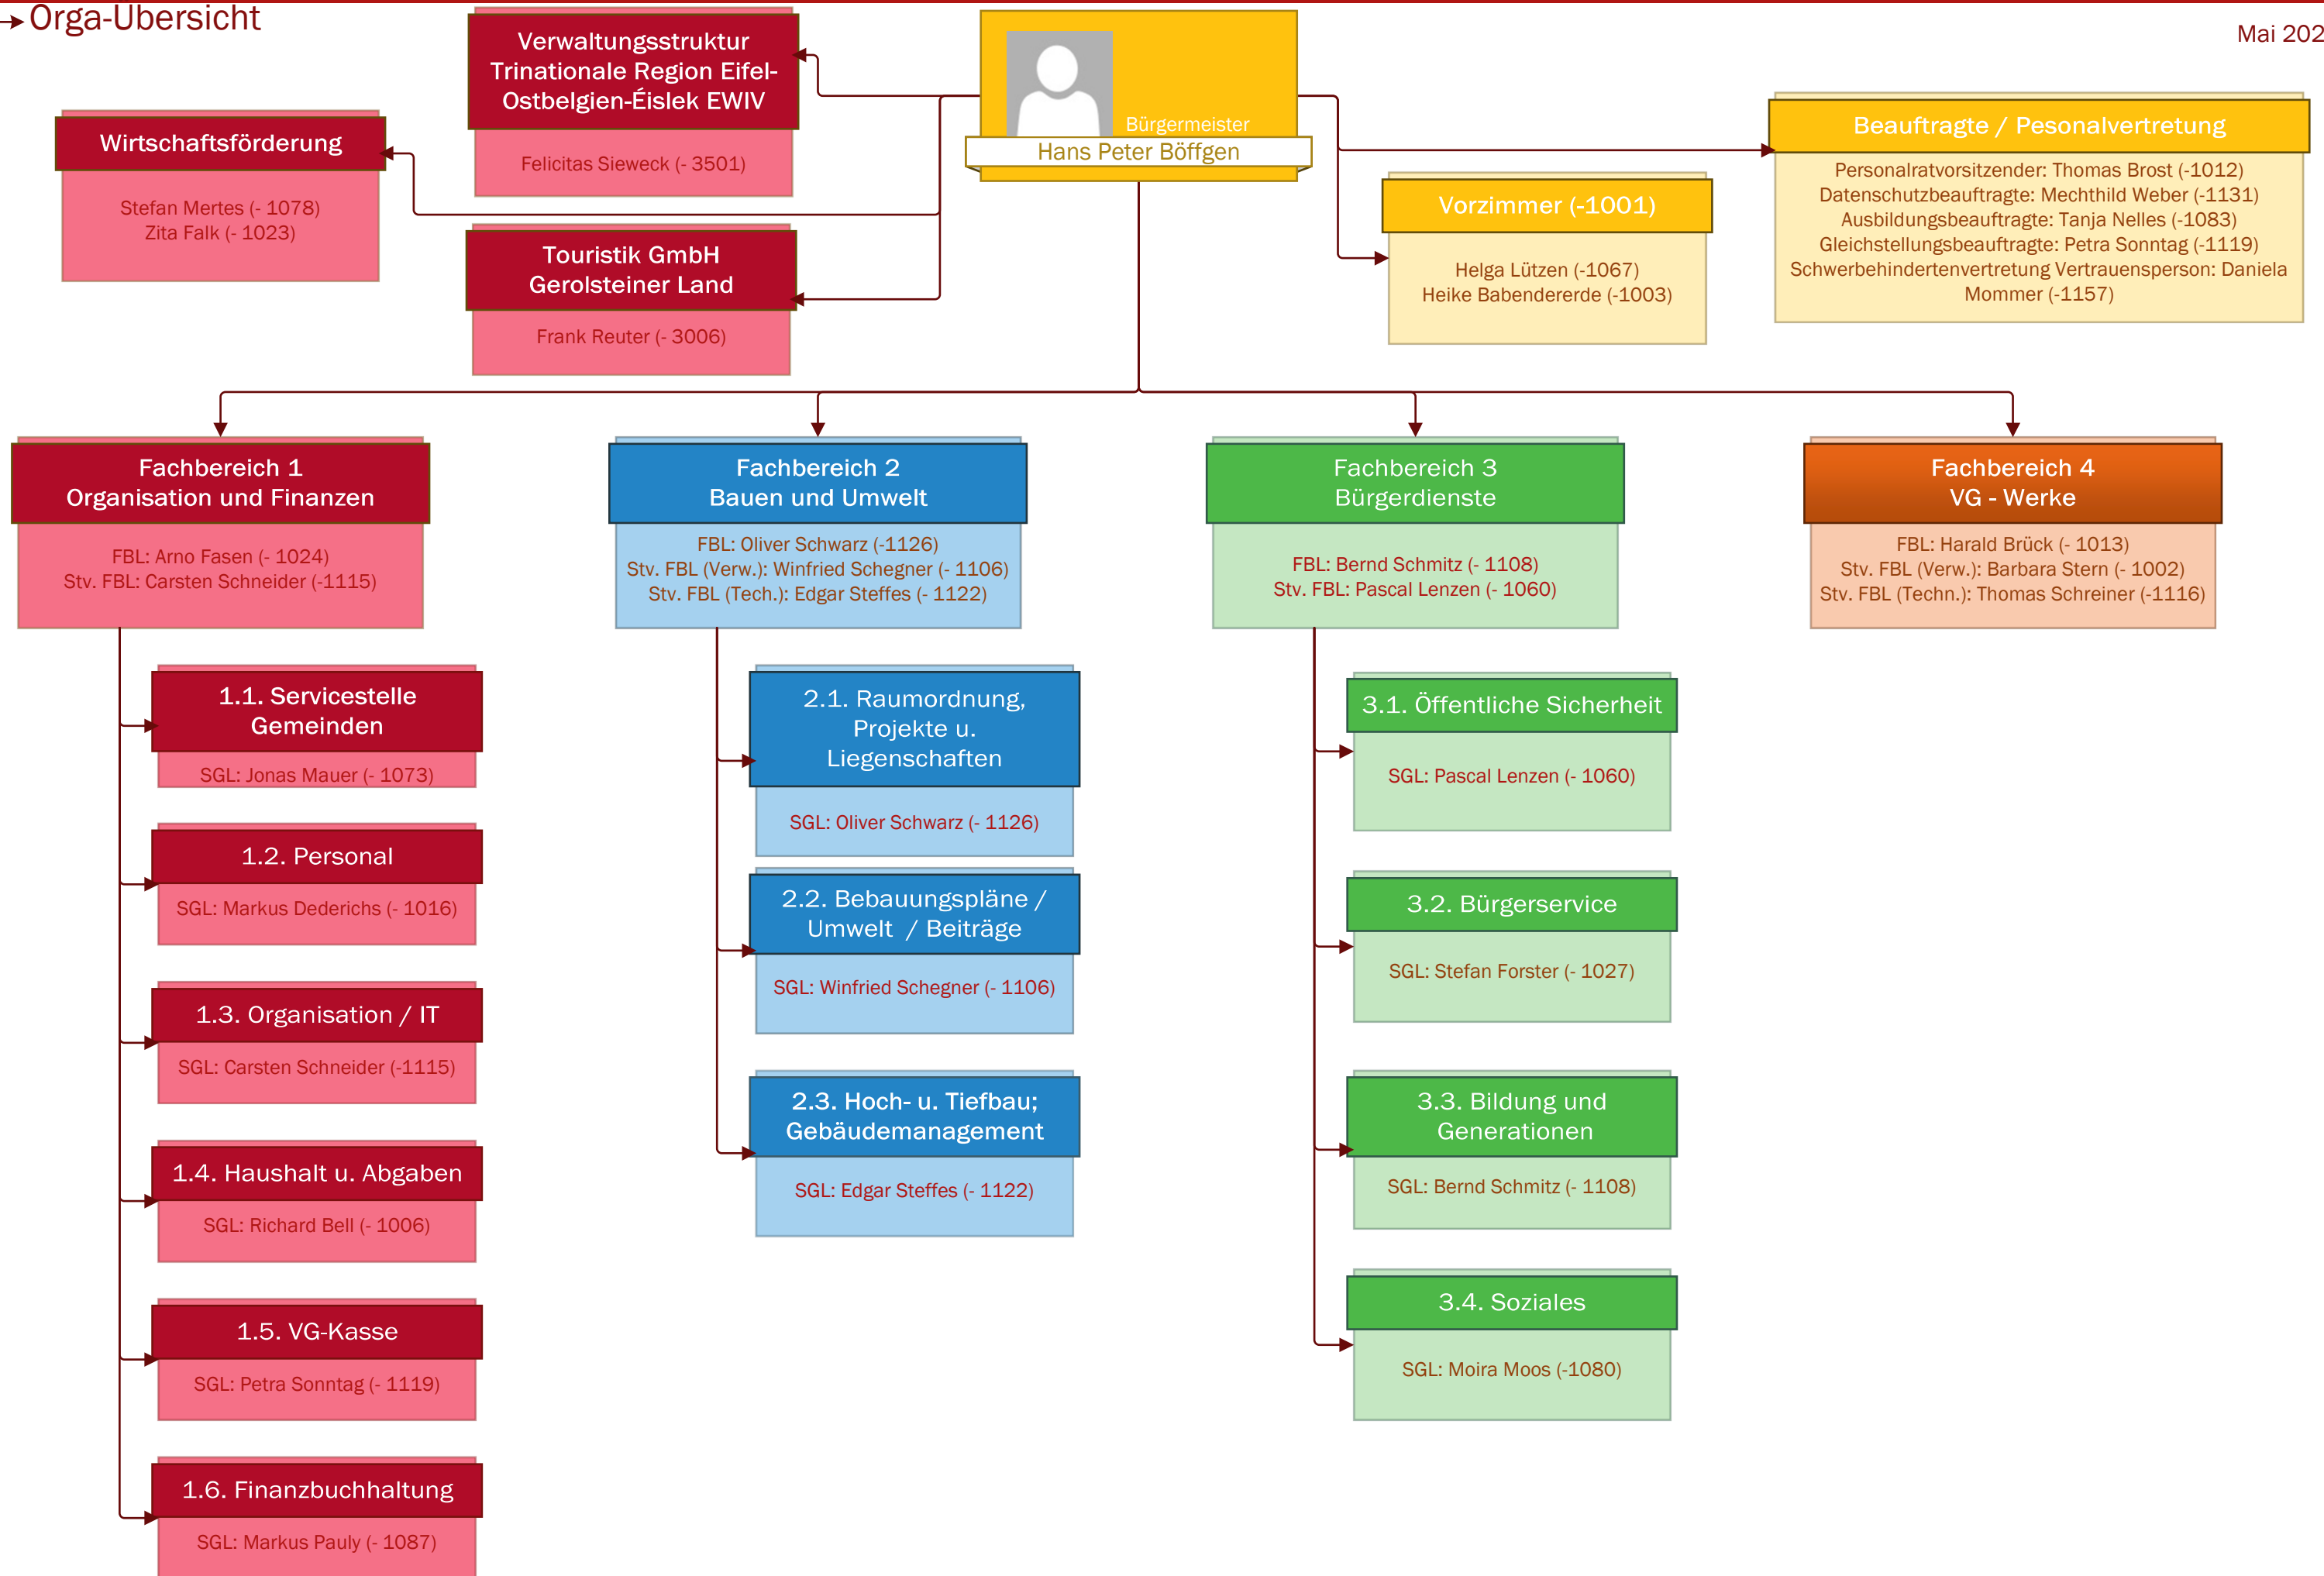 Orga-Übersicht
Mai 202
Verwaltungsstruktur
Trinationale Region Eifel-
Ostbelgien-Éislek EWIV
Felicitas Sieweck (- 3501)
Wirtschaftsförderung
Stefan Mertes (- 1078)
Zita Falk (- 1023)
Touristik GmbH
Gerolsteiner Land
Frank Reuter (- 3006)
Bürgermeister
Hans Peter Böffgen
Vorzimmer (-1001)
Helga Lützen (-1067)
Heike Babendererde (-1003)
Beauftragte / Pesonalvertretung
Personalratvorsitzender: Thomas Brost (-1012)
Datenschutzbeauftragte: Mechthild Weber (-1131)
Ausbildungsbeauftragte: Tanja Nelles (-1083)
Gleichstellungsbeauftragte: Petra Sonntag (-1119)
Schwerbehindertenvertretung Vertrauensperson: Daniela
Mommer (-1157)
Fachbereich 1
Organisation und Finanzen
FBL: Arno Fasen (- 1024)
Stv. FBL: Carsten Schneider (-1115)
1.1. Servicestelle
Gemeinden
SGL: Jonas Mauer (- 1073)
1.2. Personal
SGL: Markus Dederichs (- 1016)
1.3. Organisation / IT
SGL: Carsten Schneider (-1115)
1.4. Haushalt u. Abgaben
SGL: Richard Bell (- 1006)
1.5. VG-Kasse
SGL: Petra Sonntag (- 1119)
1.6. Finanzbuchhaltung
SGL: Markus Pauly (- 1087)
Fachbereich 2
Bauen und Umwelt
FBL: Oliver Schwarz (-1126)
Stv. FBL (Verw.): Winfried Schegner (- 1106)
Stv. FBL (Tech.): Edgar Steffes (- 1122)
2.1. Raumordnung,
Projekte u.
Liegenschaften
SGL: Oliver Schwarz (- 1126)
2.2. Bebauungspläne /
Umwelt / Beiträge
SGL: Winfried Schegner (- 1106)
2.3. Hoch- u. Tiefbau;
Gebäudemanagement
SGL: Edgar Steffes (- 1122)
Fachbereich 3
Bürgerdienste
FBL: Bernd Schmitz (- 1108)
Stv. FBL: Pascal Lenzen (- 1060)
3.1. Öffentliche Sicherheit
SGL: Pascal Lenzen (- 1060)
3.2. Bürgerservice
SGL: Stefan Forster (- 1027)
3.3. Bildung und
Generationen
SGL: Bernd Schmitz (- 1108)
3.4. Soziales
SGL: Moira Moos (-1080)
Fachbereich 4
VG - Werke
FBL: Harald Brück (- 1013)
Stv. FBL (Verw.): Barbara Stern (- 1002)
Stv. FBL (Techn.): Thomas Schreiner (-1116)